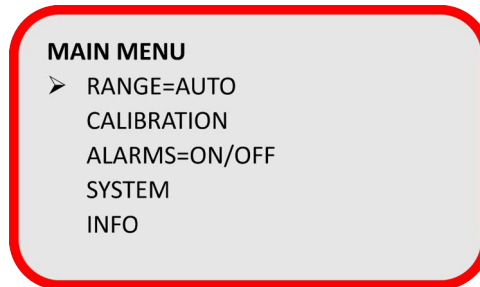 MAIN MENU
➢ RANGE=AUTO
CALIBRATION
ALARMS=ON/OFF
SYSTEM
INFO